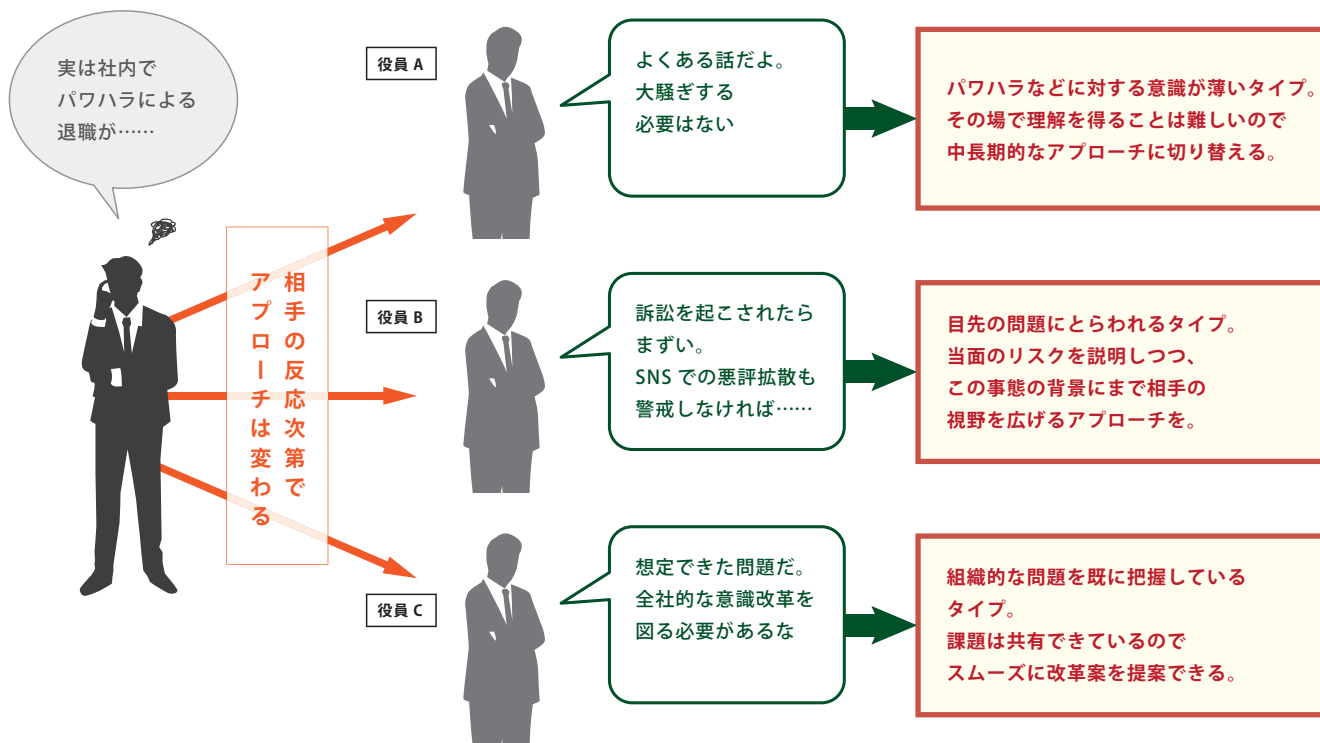 実は社内で
パワハラによる
退職が……
相手の反応次第で
アプローチは変わる
役員 A
よくある話だよ。
大騒ぎする
必要はない
パワハラなどに対する意識が薄いタイプ。
その場で理解を得ることは難しいので
中長期的なアプローチに切り替える。
役員 B
訴訟を起こされたら
まずい。
SNS での悪評拡散も
警戒しなければ……
目先の問題にとらわれるタイプ。
当面のリスクを説明しつつ、
この事態の背景にまで相手の
視野を広げるアプローチを。
役員 C
想定できた問題だ。
全社的な意識改革を
図る必要があるな
組織的な問題を既に把握している
タイプ。
課題は共有できているので
スムーズに改革案を提案できる。